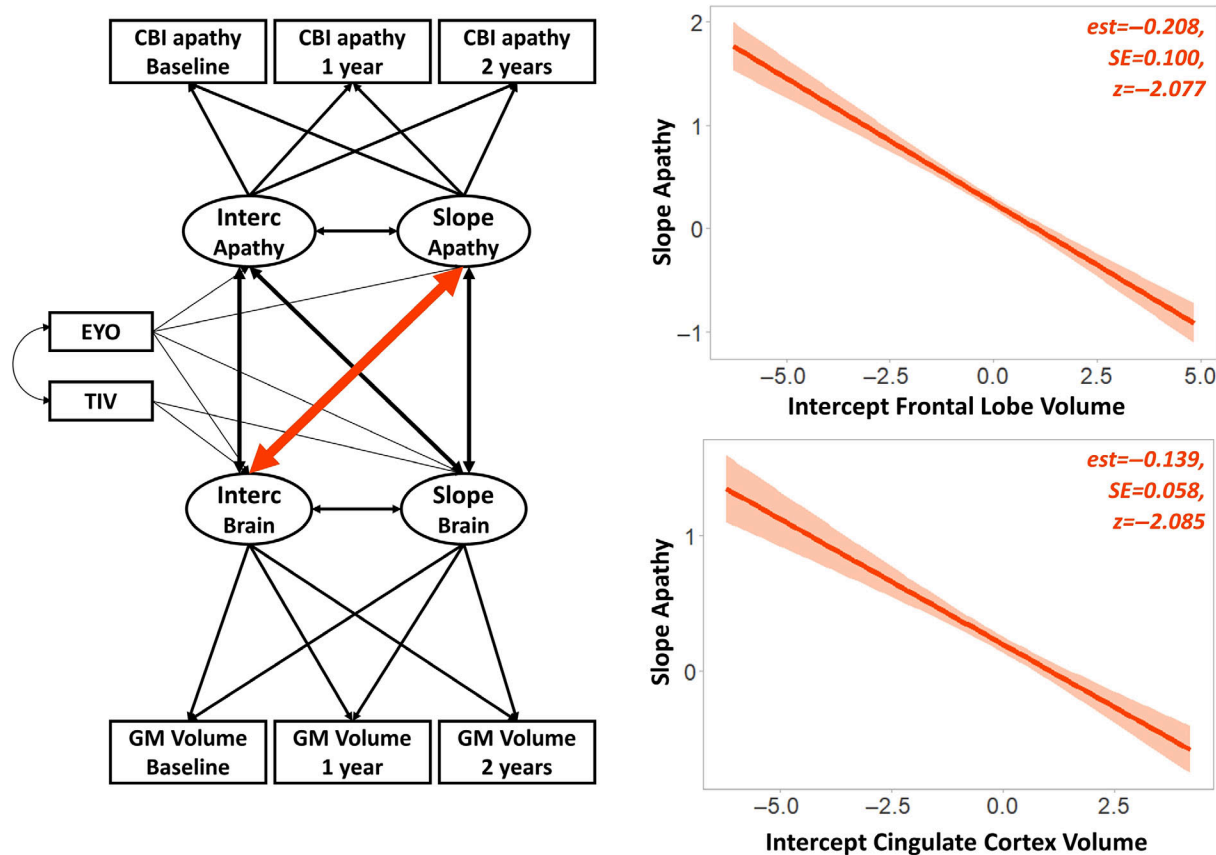 CBI apathy
Baseline
CBI apathy
1 year
CBI apathy
2 years
Interc
Apathy
Slope
Apathy
EYO
TIV
Interc
Brain
Slope
Brain
GM Volume
Baseline
GM Volume
1 year
GM Volume
2 years
est=−0.208,
SE=0.100,
z=−2.077
Slope Apathy
2
1
0
−1
−5.0
−2.5
0.0
2.5
5.0
Intercept Frontal Lobe Volume
est=−0.139,
SE=0.058,
z=−2.085
Slope Apathy
1
0
−5.0
−2.5
0.0
2.5
Intercept Cingulate Cortex Volume